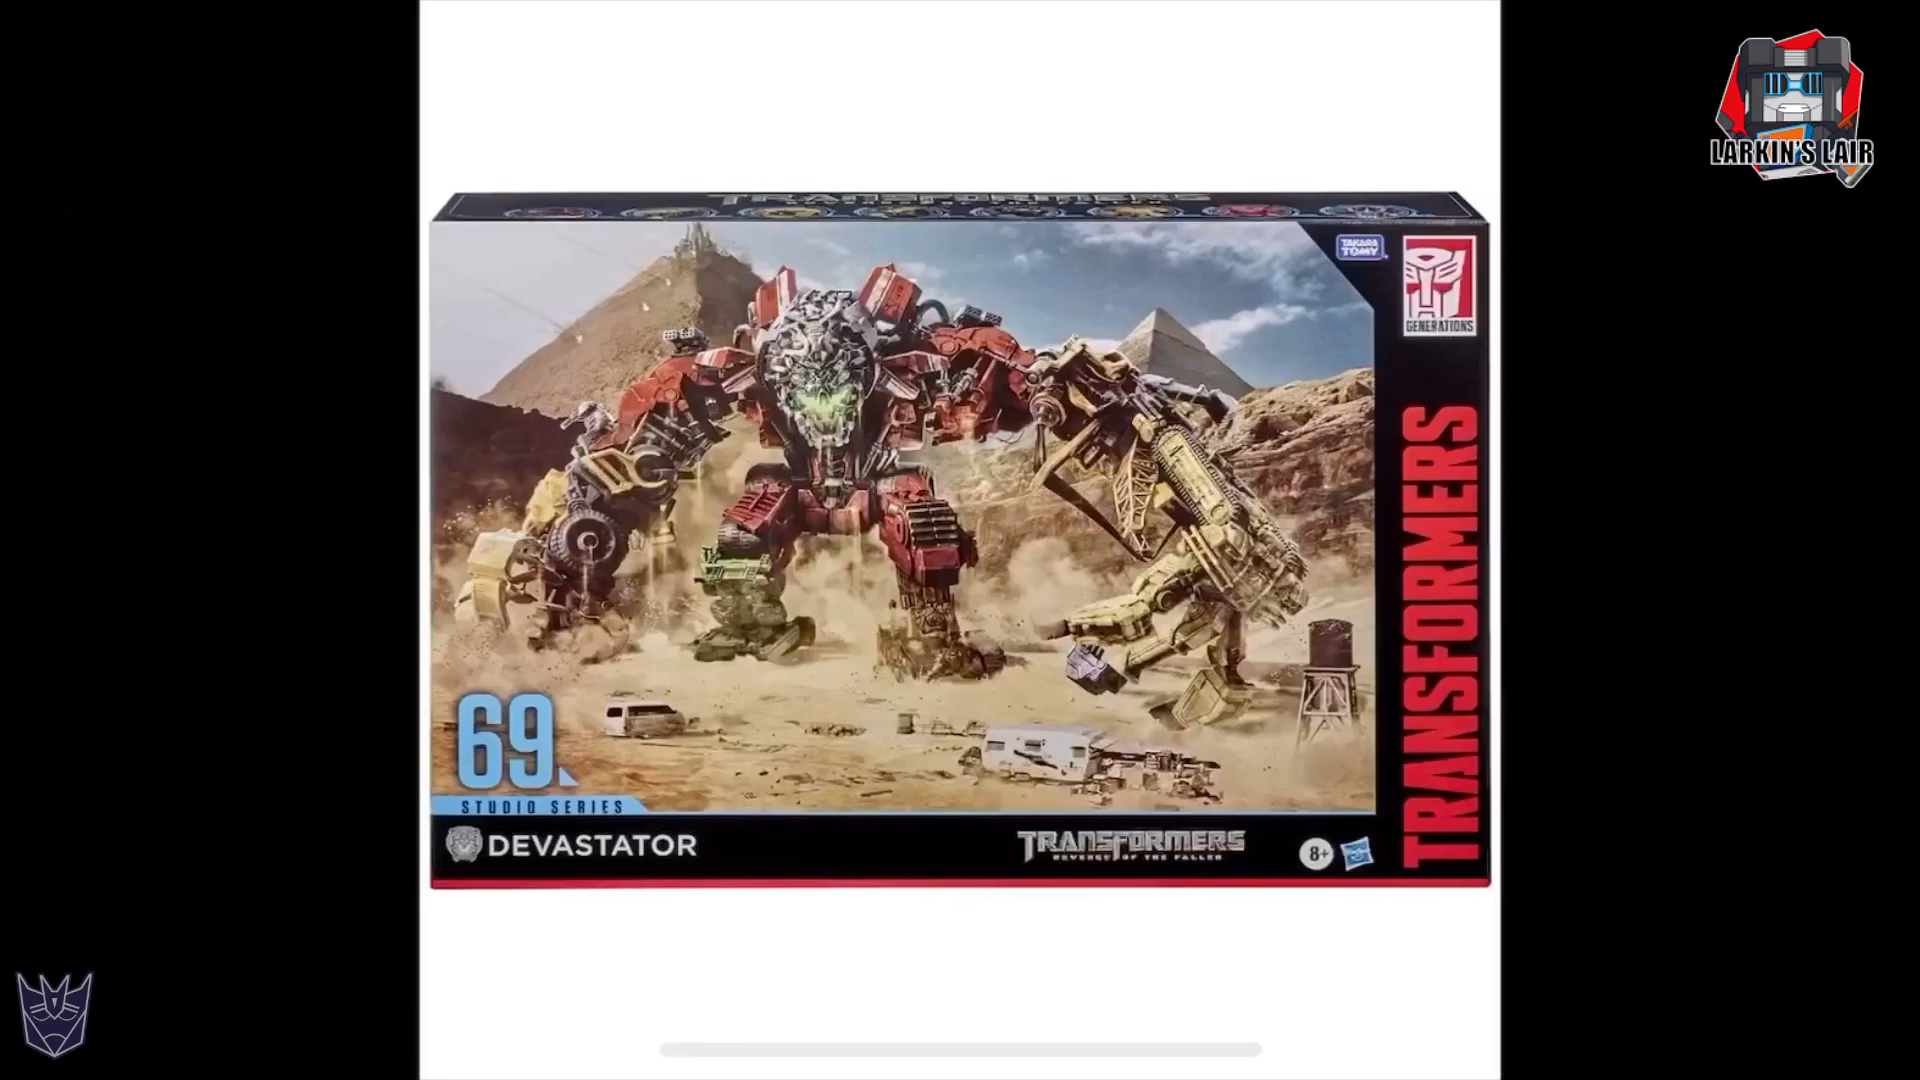 LARKIN'S LAIR
TRANSFORMERS
TAKARA
TOMY
GENERATIONS
TRANSFORMERS
69
STUDIO SERIES
DEVASTATOR
TRANSFORMERS
REVENGE OF THE FALLEN
8+